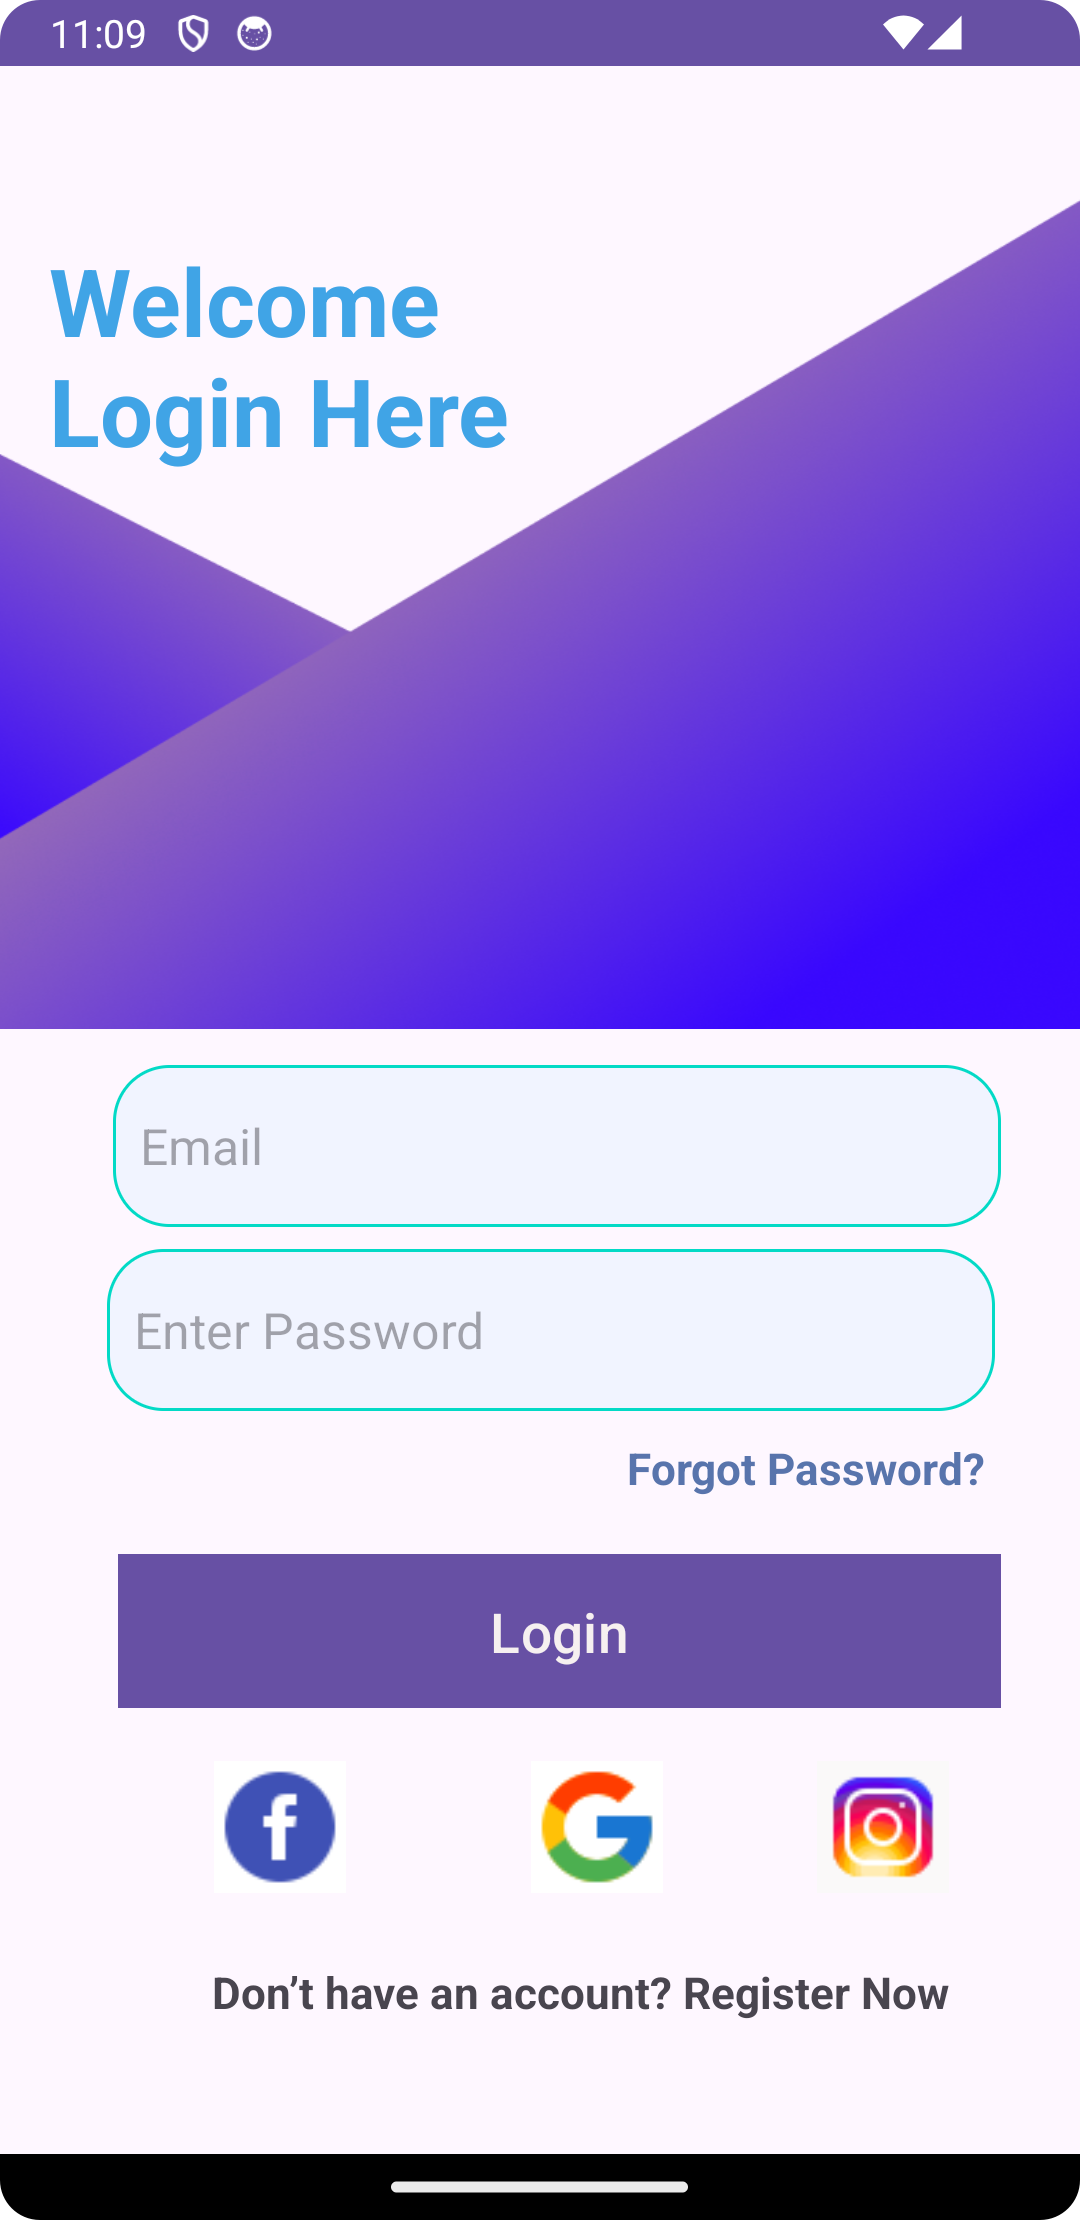 11:09
Welcome
Login Here
Email
Enter Password
Forgot Password?
Login
Don’t have an account? Register Now